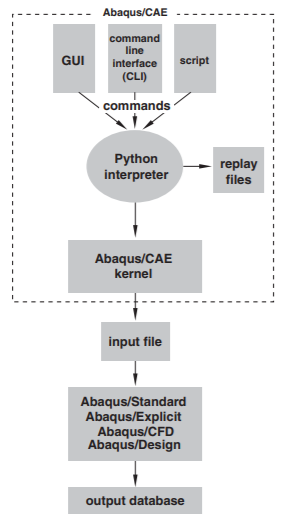 Abaqus/CAE
GUI
command
line
interface
(CLI)
script
commands
Python
interpreter
replay
files
Abaqus/CAE
kernel
input file
Abaqus/Standard
Abaqus/Explicit
Abaqus/CFD
Abaqus/Design
output database